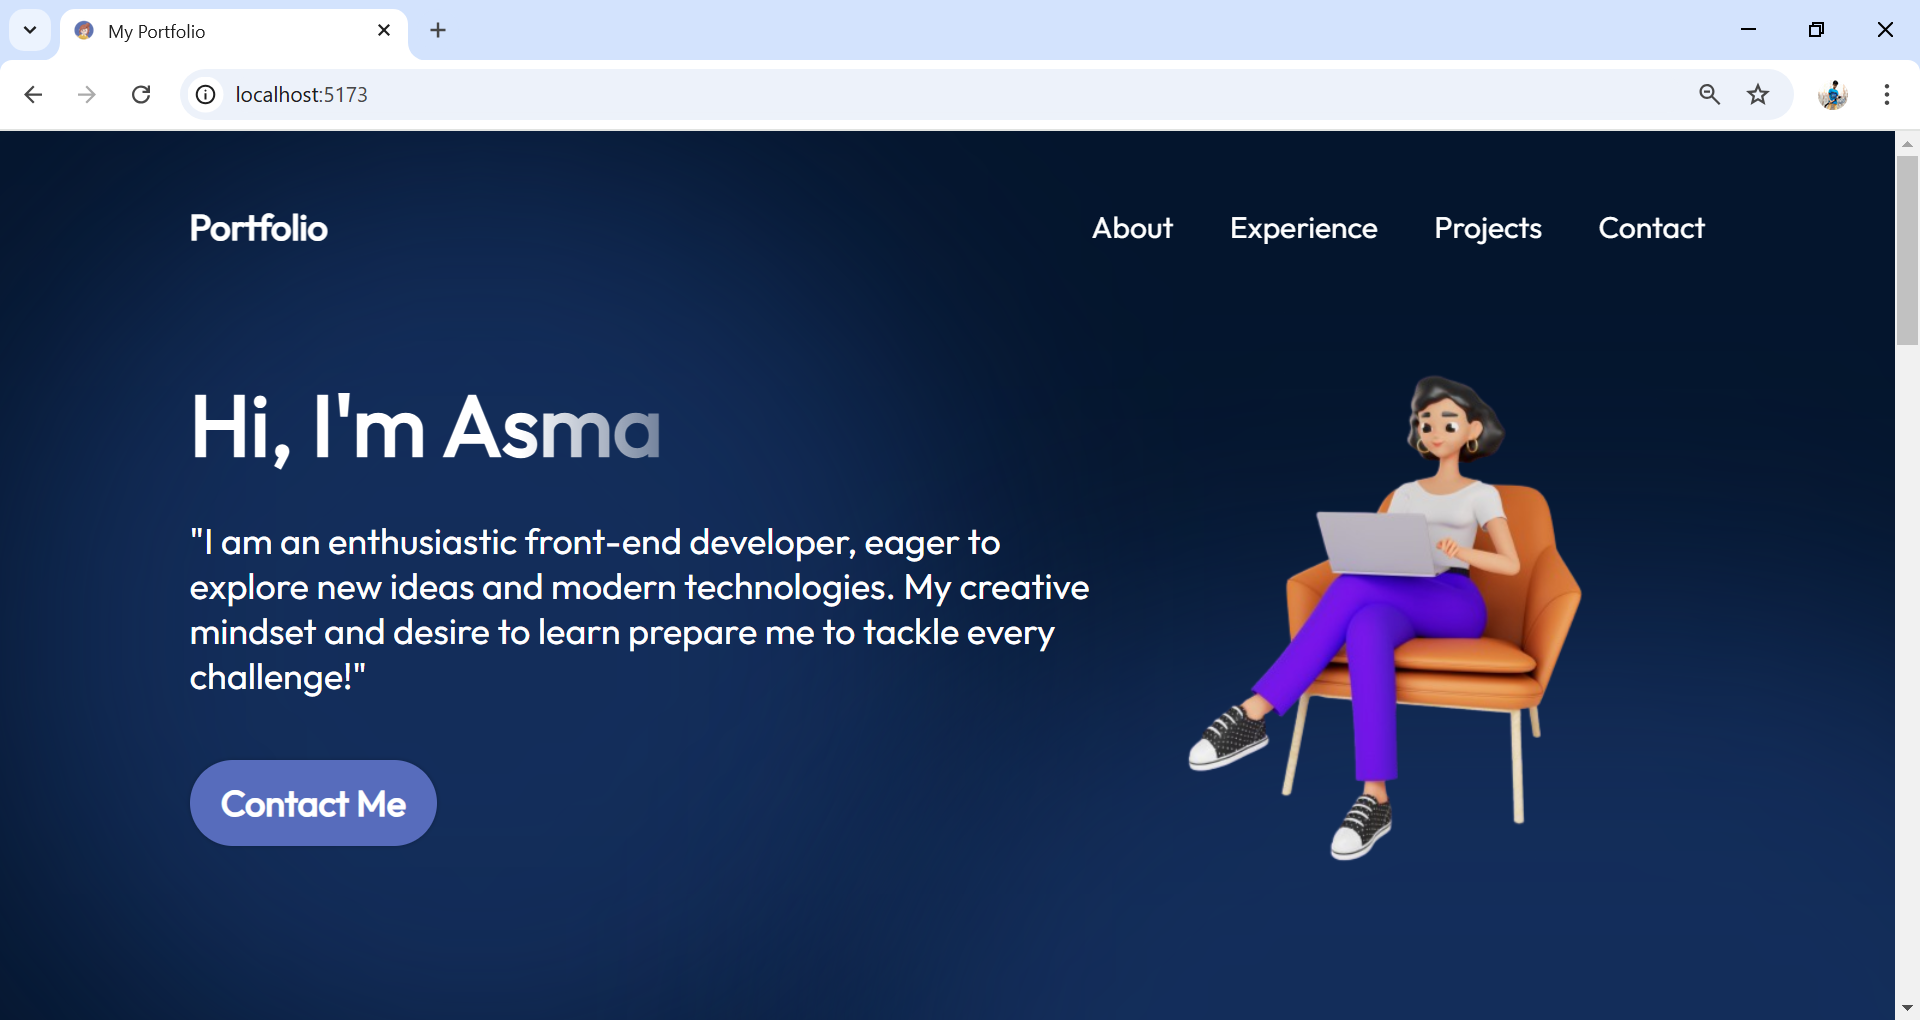 My Portfolio
localhost:5173
Portfolio About Experience Projects Contact
Hi, I'm Asma
"I am an enthusiastic front-end developer, eager to
explore new ideas and modern technologies. My creative
mindset and desire to learn prepare me to tackle every
challenge!"
Contact Me